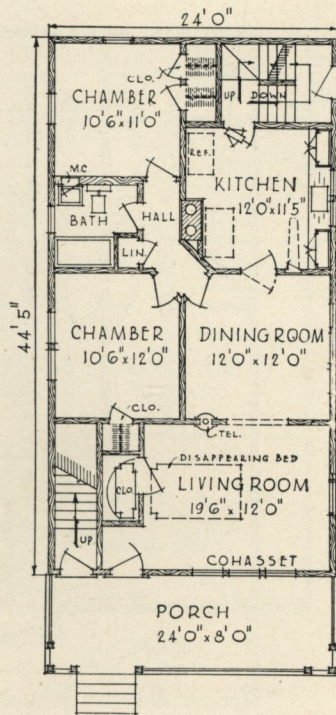 24'0"
44'5"
CLO.
CHAMBER
10'6"x11'0"
UP
DOWN
REF.
KITCHEN
12'0"x11'5"
M.C
BATH
HALL
LIN.
CHAMBER
10'6"x12'0"
DINING ROOM
12'0"x12'0"
CLO.
TEL.
DISAPPEARING BED
CLO
LIVING ROOM
19'6"x12'0"
UP
COHASSET
PORCH
24'0"x8'0"